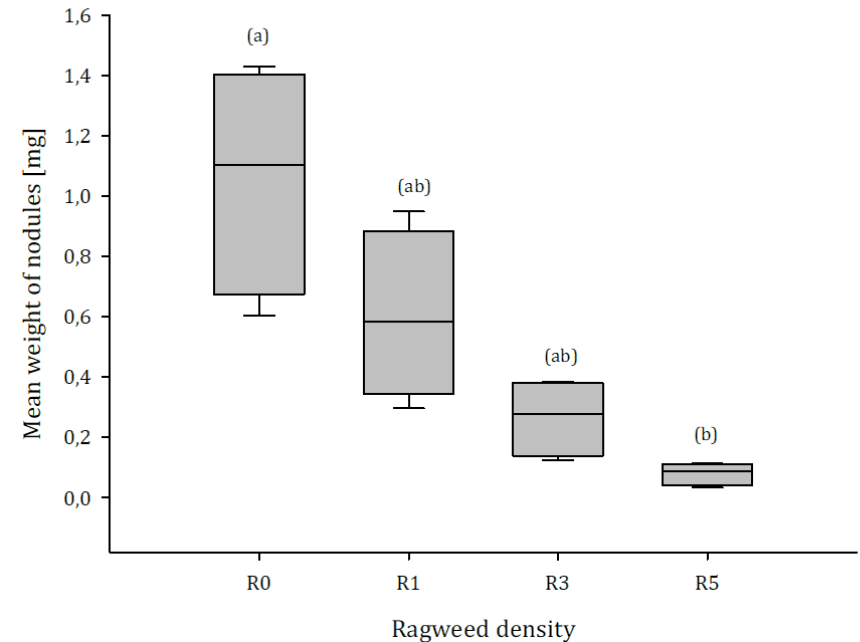 1,6
1,4
1,2
1,0
0,8
0,6
0,4
0,2
0,0
Mean weight of nodules [mg]
(a)
(ab)
(ab)
(b)
R0 R1 R3 R5
Ragweed density